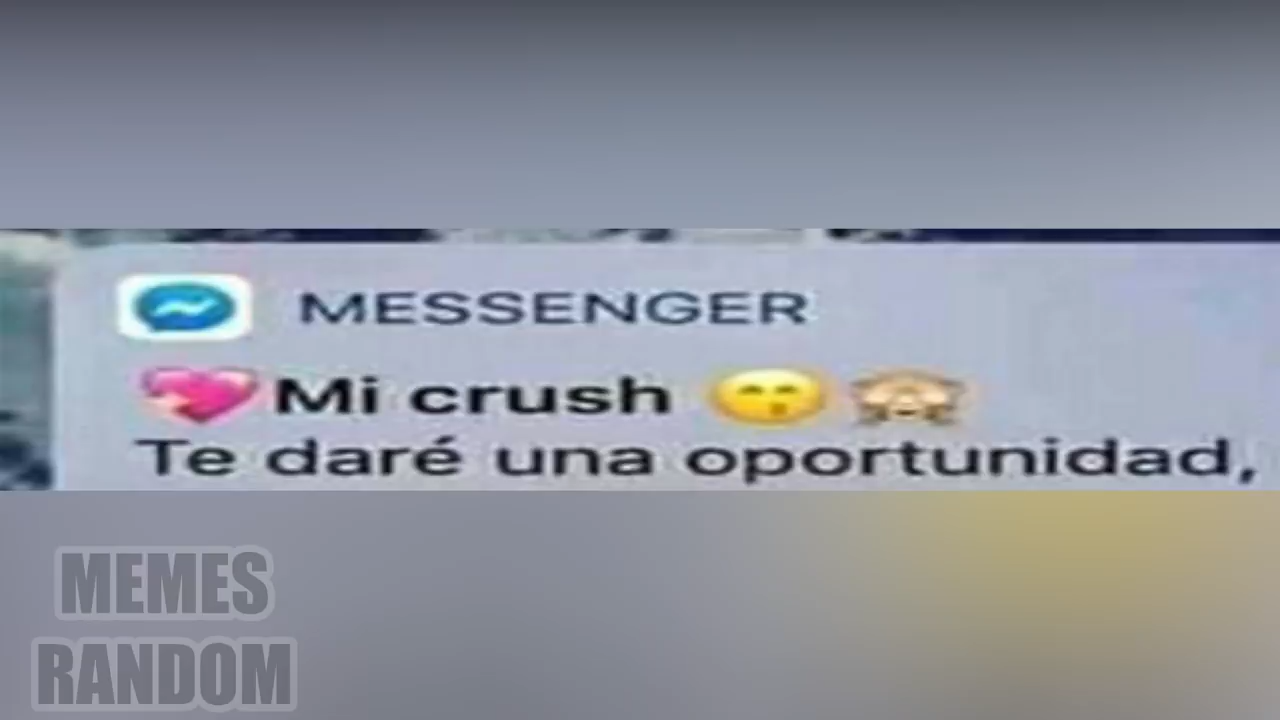 MESSENGER
💖Mi crush 😙🙈
Te daré una oportunidad,
MEMES
RANDOM